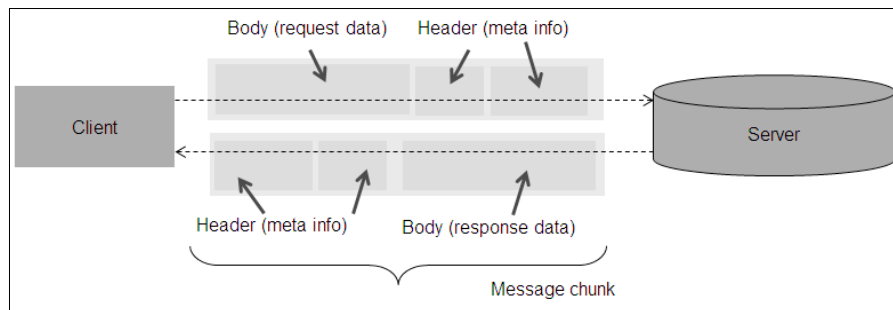 Body (request data)
Header (meta info)
Client
Server
Header (meta info)
Body (response data)
Message chunk